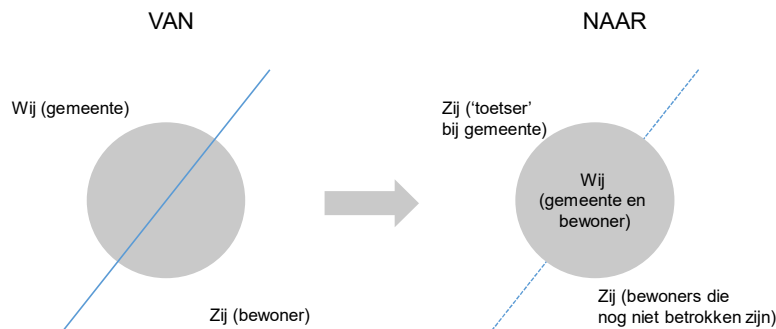 VAN
Wij (gemeente)
Zij (bewoner)
NAAR
Zij (‘toetser’
bij gemeente)
Wij
(gemeente en
bewoner)
Zij (bewoners die
nog niet betrokken zijn)